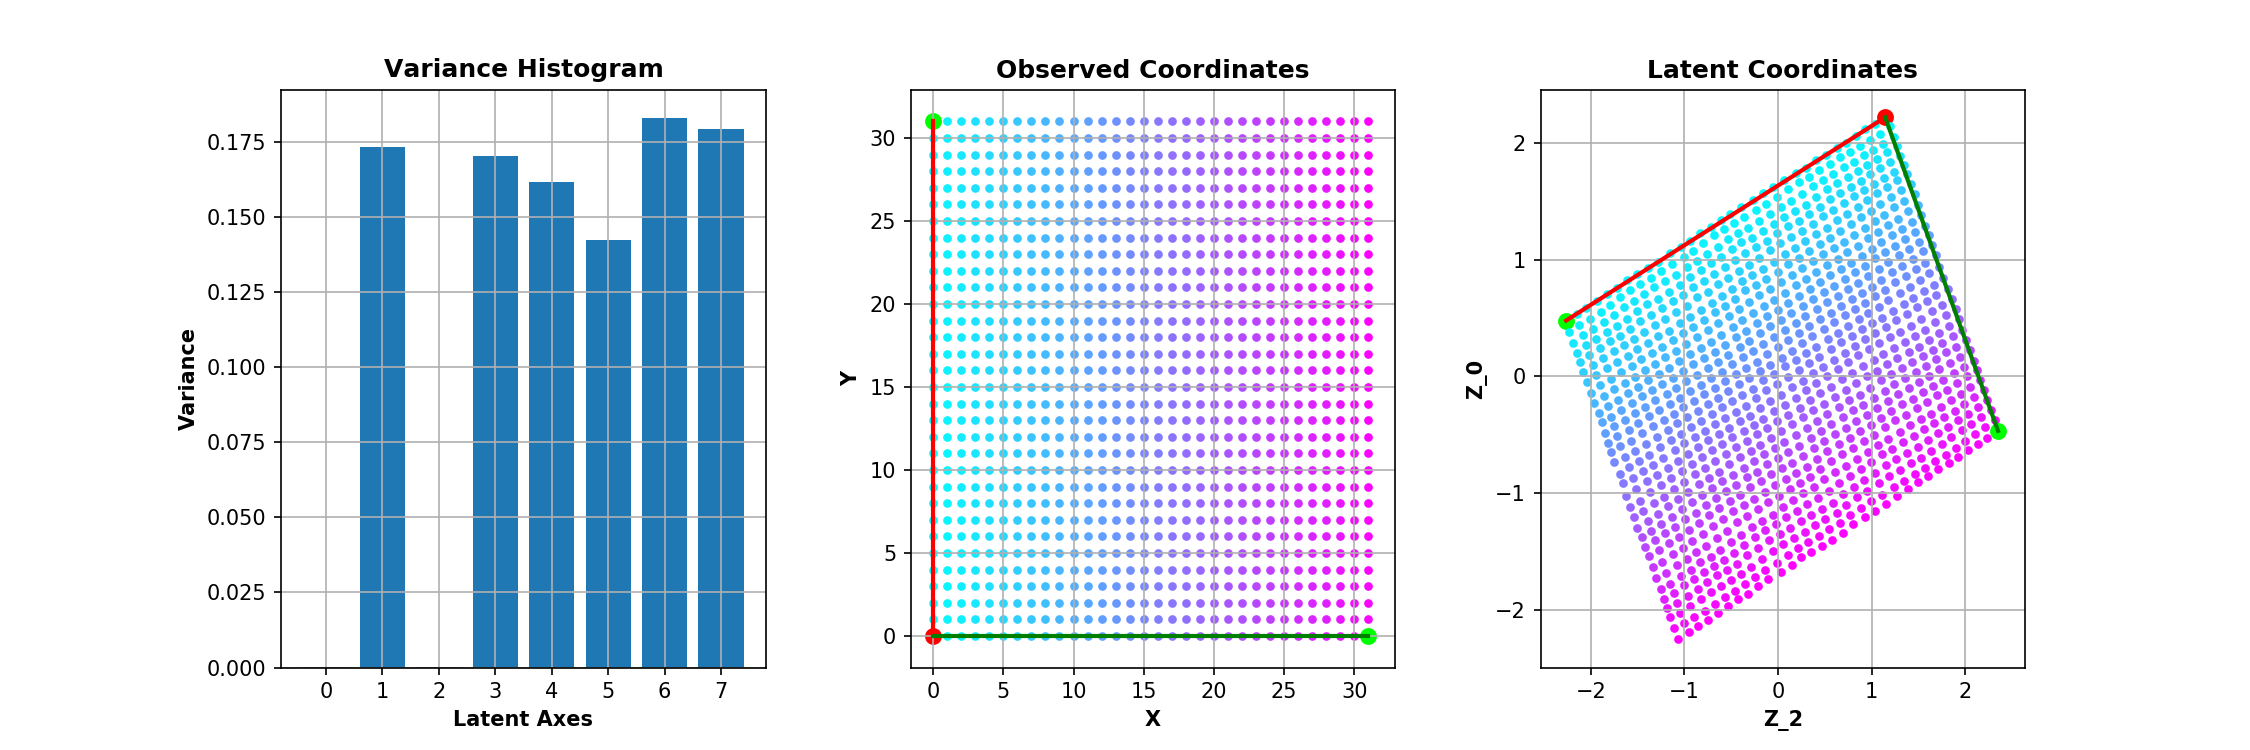 Variance Histogram
Variance
0.175
0.150
0.125
0.100
0.075
0.050
0.025
0.000
0 1 2 3 4 5 6 7
Latent Axes
Observed Coordinates
Y
30
25
20
15
10
5
0
0 5 10 15 20 25 30
X
Latent Coordinates
Z_0
2
1
0
−1
−2
−2 −1 0 1 2
Z_2